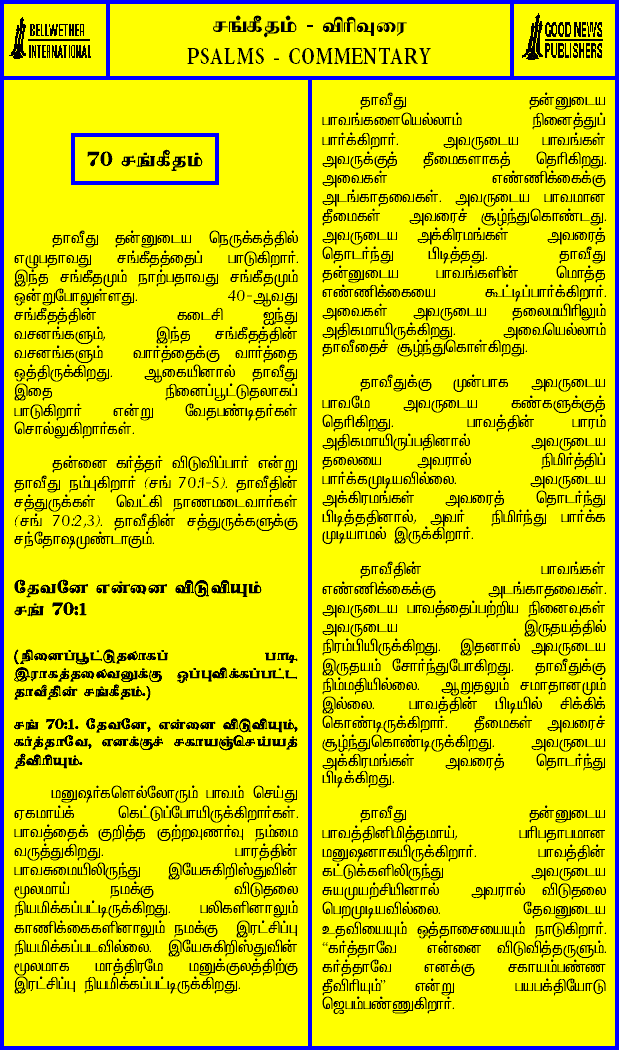 BELLWETHER
INTERNATIONAL
சங்கீதம் - விரிவுரை
PSALMS - COMMENTARY
GOOD NEWS
PUBLISHERS
70 சங்கீதம்
தாவீது தன்னுடைய நெருக்கத்தில்
எழுபதாவது சங்கீதத்தைப் பாடுகிறார்.
இந்த சங்கீதமும் நாற்பதாவது சங்கீதமும்
ஒன்றுபோலுள்ளது. 40-ஆவது
சங்கீதத்தின் கடைசி ஐந்து
வசனங்களும், இந்த சங்கீதத்தின்
வசனங்களும் வார்த்தைக்கு வார்த்தை
ஒத்திருக்கிறது. ஆகையினால் தாவீது
இதை நினைப்பூட்டுதலாகப்
பாடுகிறார் என்று வேதபண்டிதர்கள்
சொல்லுகிறார்கள்.
தன்னை கர்த்தர் விடுவிப்பார் என்று
தாவீது நம்புகிறார் (சங் 70:1-5). தாவீதின்
சத்துருக்கள் வெட்கி நாணமடைவார்கள்
(சங் 70:2,3). தாவீதின் சத்துருக்களுக்கு
சந்தோஷமுண்டாகும்.
தேவனே என்னை விடுவியும்
சங் 70:1
(நினைப்பூட்டுதலாகப் பாடி
இராகத்தலைவனுக்கு ஒப்புவிக்கப்பட்ட
தாவீதின் சங்கீதம்.)
சங் 70:1. தேவனே, என்னை விடுவியும்,
கர்த்தாவே, எனக்குச் சகாயஞ்செய்யத்
தீவிரியும்.
மனுஷர்களெல்லோரும் பாவம் செய்து
ஏகமாய்க் கெட்டுப்போயிருக்கிறார்கள்.
பாவத்தைக் குறித்த குற்றவுணர்வு நம்மை
வருத்துகிறது. பாரத்தின்
பாவசுமையிலிருந்து இயேசுகிறிஸ்துவின்
மூலமாய் நமக்கு விடுதலை
நியமிக்கப்பட்டிருக்கிறது. பலிகளினாலும்
காணிக்கைகளினாலும் நமக்கு இரட்சிப்பு
நியமிக்கப்படவில்லை. இயேசுகிறிஸ்துவின்
மூலமாக மாத்திரமே மனுக்குலத்திற்கு
இரட்சிப்பு நியமிக்கப்பட்டிருக்கிறது.
தாவீது தன்னுடைய
பாவங்களையெல்லாம் நினைத்துப்
பார்க்கிறார். அவருடைய பாவங்கள்
அவருக்குத் தீமைகளாகத் தெரிகிறது.
அவைகள் எண்ணிக்கைக்கு
அடங்காதவைகள். அவருடைய பாவமான
தீமைகள் அவரைச் சூழ்ந்துகொண்டது.
அவருடைய அக்கிரமங்கள் அவரைத்
தொடர்ந்து பிடித்தது. தாவீது
தன்னுடைய பாவங்களின் மொத்த
எண்ணிக்கையை கூட்டிப்பார்க்கிறார்.
அவைகள் அவருடைய தலைமயிரிலும்
அதிகமாயிருக்கிறது. அவையெல்லாம்
தாவீதைச் சூழ்ந்துகொள்கிறது.
தாவீதுக்கு முன்பாக அவருடைய
பாவமே அவருடைய கண்களுக்குத்
தெரிகிறது. பாவத்தின் பாரம்
அதிகமாயிருப்பதினால் அவருடைய
தலையை அவரால் நிமிர்த்திப்
பார்க்கமுடியவில்லை. அவருடைய
அக்கிரமங்கள் அவரைத் தொடர்ந்து
பிடித்ததினால், அவர் நிமிர்ந்து பார்க்க
முடியாமல் இருக்கிறார்.
தாவீதின் பாவங்கள்
எண்ணிக்கைக்கு அடங்காதவைகள்.
அவருடைய பாவத்தைப்பற்றிய நினைவுகள்
அவருடைய இருதயத்தில்
நிரம்பியிருக்கிறது. இதனால் அவருடைய
இருதயம் சோர்ந்துபோகிறது. தாவீதுக்கு
நிம்மதியில்லை. ஆறுதலும் சமாதானமும்
இல்லை. பாவத்தின் பிடியில் சிக்கிக்
கொண்டிருக்கிறார். தீமைகள் அவரைச்
சூழ்ந்துகொண்டிருக்கிறது. அவருடைய
அக்கிரமங்கள் அவரைத் தொடர்ந்து
பிடிக்கிறது.
தாவீது தன்னுடைய
பாவத்தினிமித்தமாய், பரிபதாபமான
மனுஷனாகயிருக்கிறார். பாவத்தின்
கட்டுக்களிலிருந்து அவருடைய
சுயமுயற்சியினால் அவரால் விடுதலை
பெறமுடியவில்லை. தேவனுடைய
உதவியையும் ஒத்தாசையையும் நாடுகிறார்.
“கர்த்தாவே என்னை விடுவித்தருளும்.
கர்த்தாவே எனக்கு சகாயம்பண்ண
தீவிரியும்” என்று பயபக்தியோடு
ஜெபம்பண்ணுகிறார்.